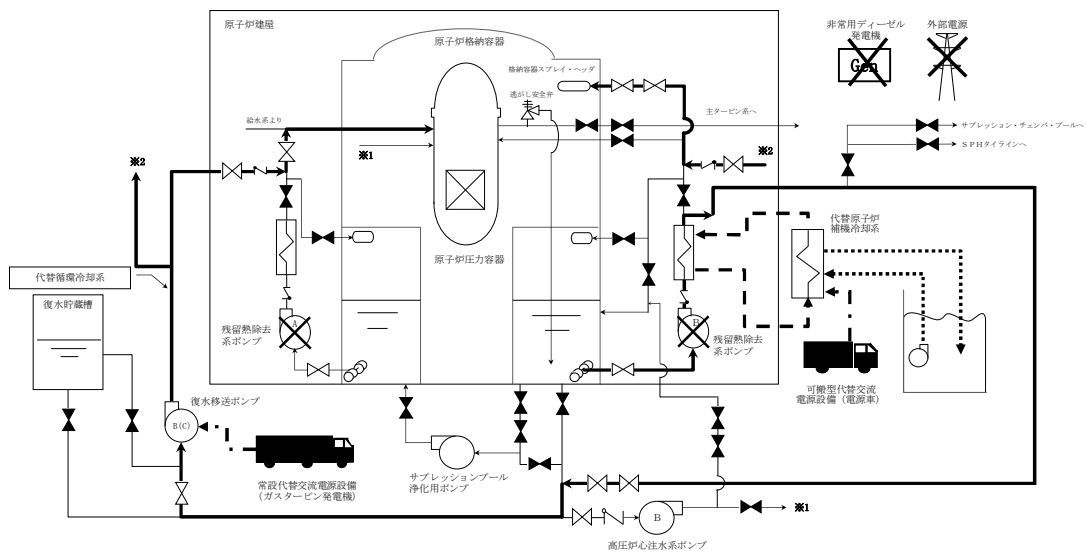 原子炉建屋
原子炉格納容器
格納容器スプレイ・ヘッダ
逃がし安全弁
給水系より
※1
主タービン系へ
※2
※2
非常用ディーゼル
発電機
Gen
外部電源
サプレッション・チェンバ・プールへ
SPHタイラインへ
代替原子炉
補機冷却系
原子炉圧力容器
代替循環冷却系
復水貯蔵槽
残留熱除去
系ポンプ
A
B
残留熱除去
系ポンプ
可搬型代替交流
電源設備(電源車)
復水移送ポンプ
B(C)
常設代替交流電源設備
(ガスタービン発電機)
サプレッションプール
浄化用ポンプ
B
※1
高圧炉心注水系ポンプ